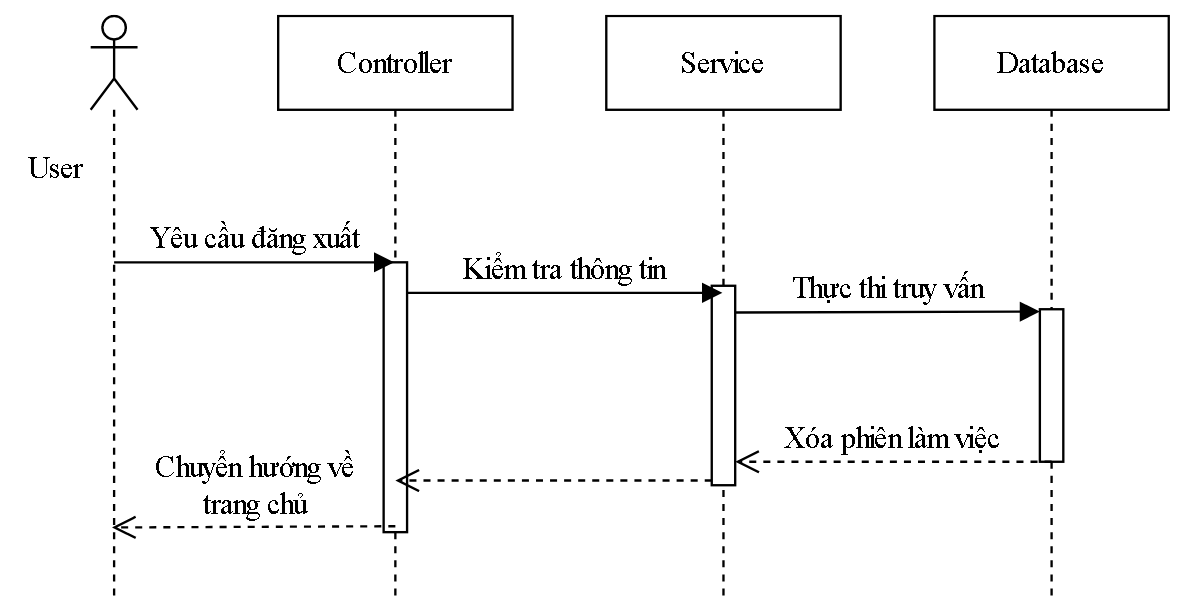 Controller
Service
Database
User
Yêu cầu đăng xuất
Kiểm tra thông tin
Thực thi truy vấn
Xóa phiên làm việc
Chuyển hướng về
trang chủ